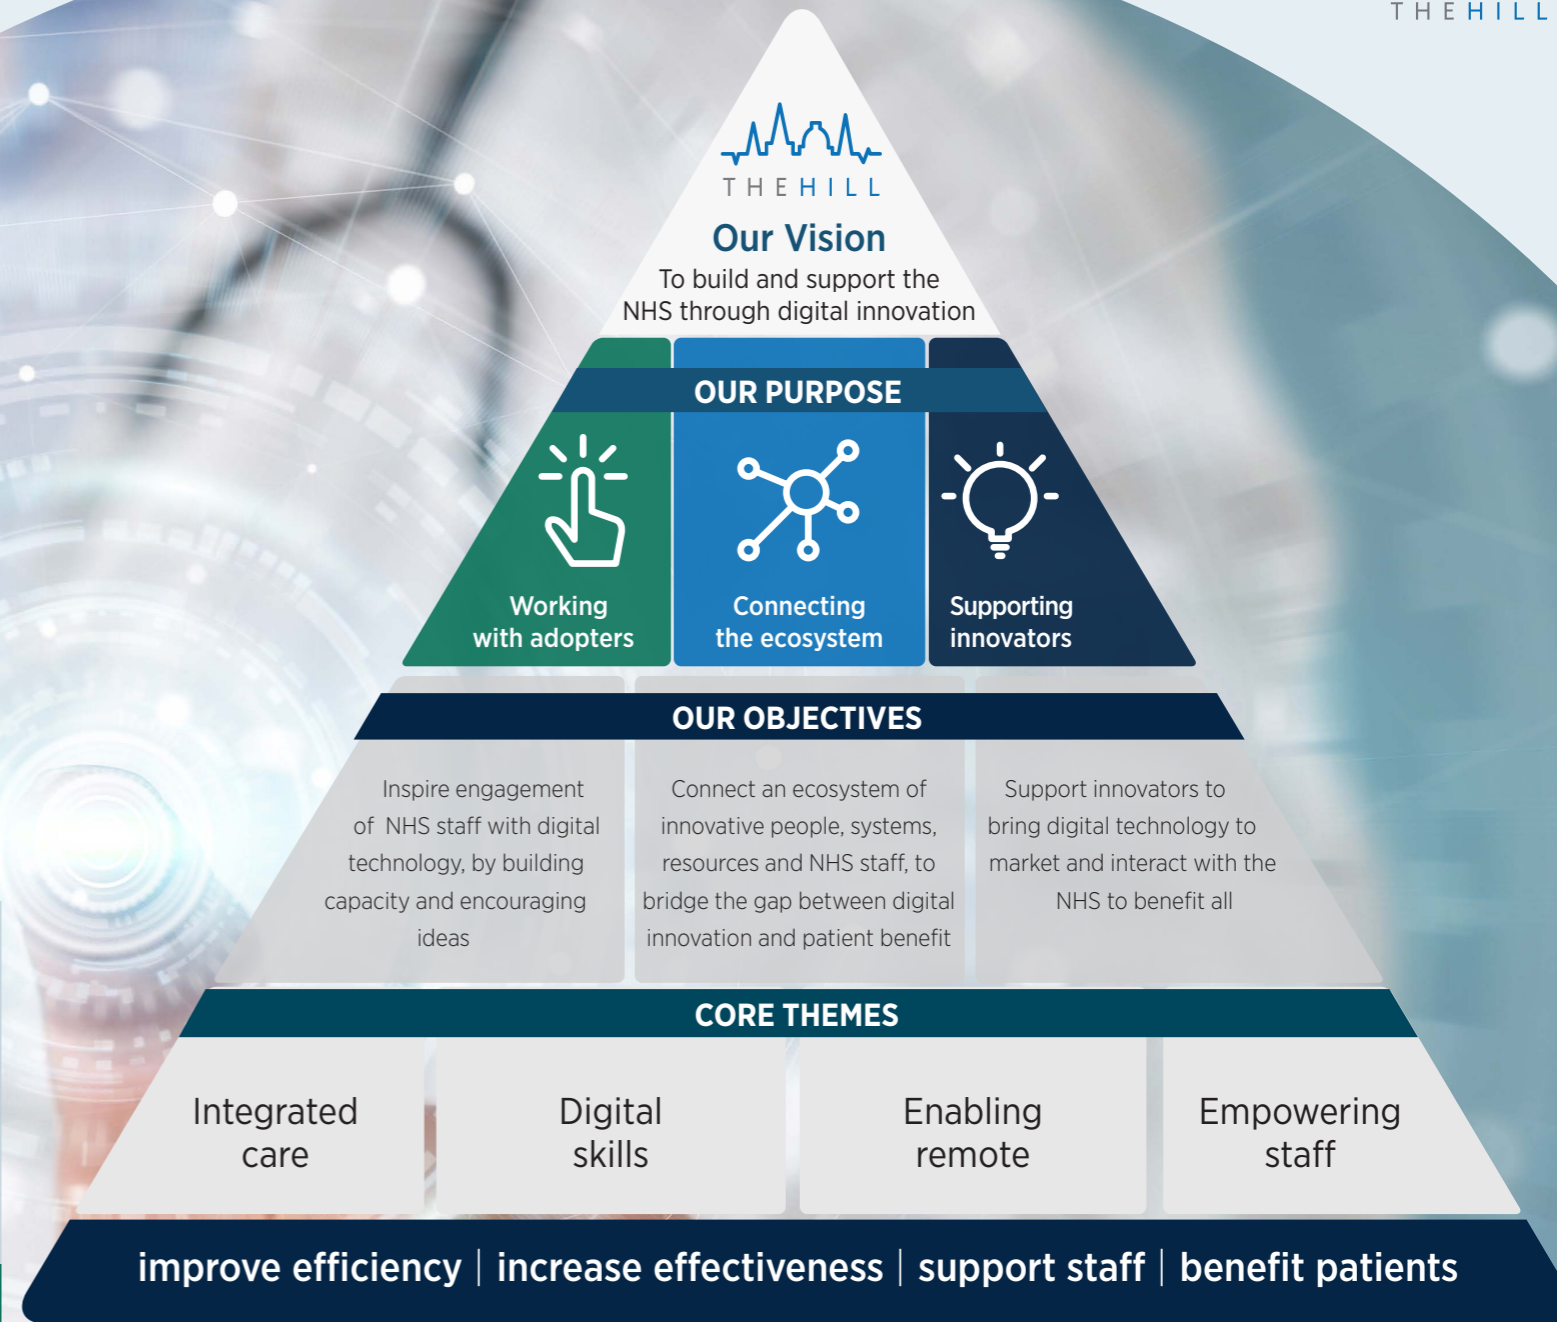 THEHILL
THEHILL
Our Vision
To build and support the
NHS through digital innovation
OUR PURPOSE
Working
with adopters
Connecting
the ecosystem
Supporting
innovators
OUR OBJECTIVES
Inspire engagement
of NHS staff with digital
technology, by building
capacity and encouraging
ideas
Connect an ecosystem of
innovative people, systems,
resources and NHS staff, to
bridge the gap between digital
innovation and patient benefit
Support innovators to
bring digital technology to
market and interact with the
NHS to benefit all
CORE THEMES
Integrated
care
Digital
skills
Enabling
remote
Empowering
staff
improve efficiency | increase effectiveness | support staff | benefit patients